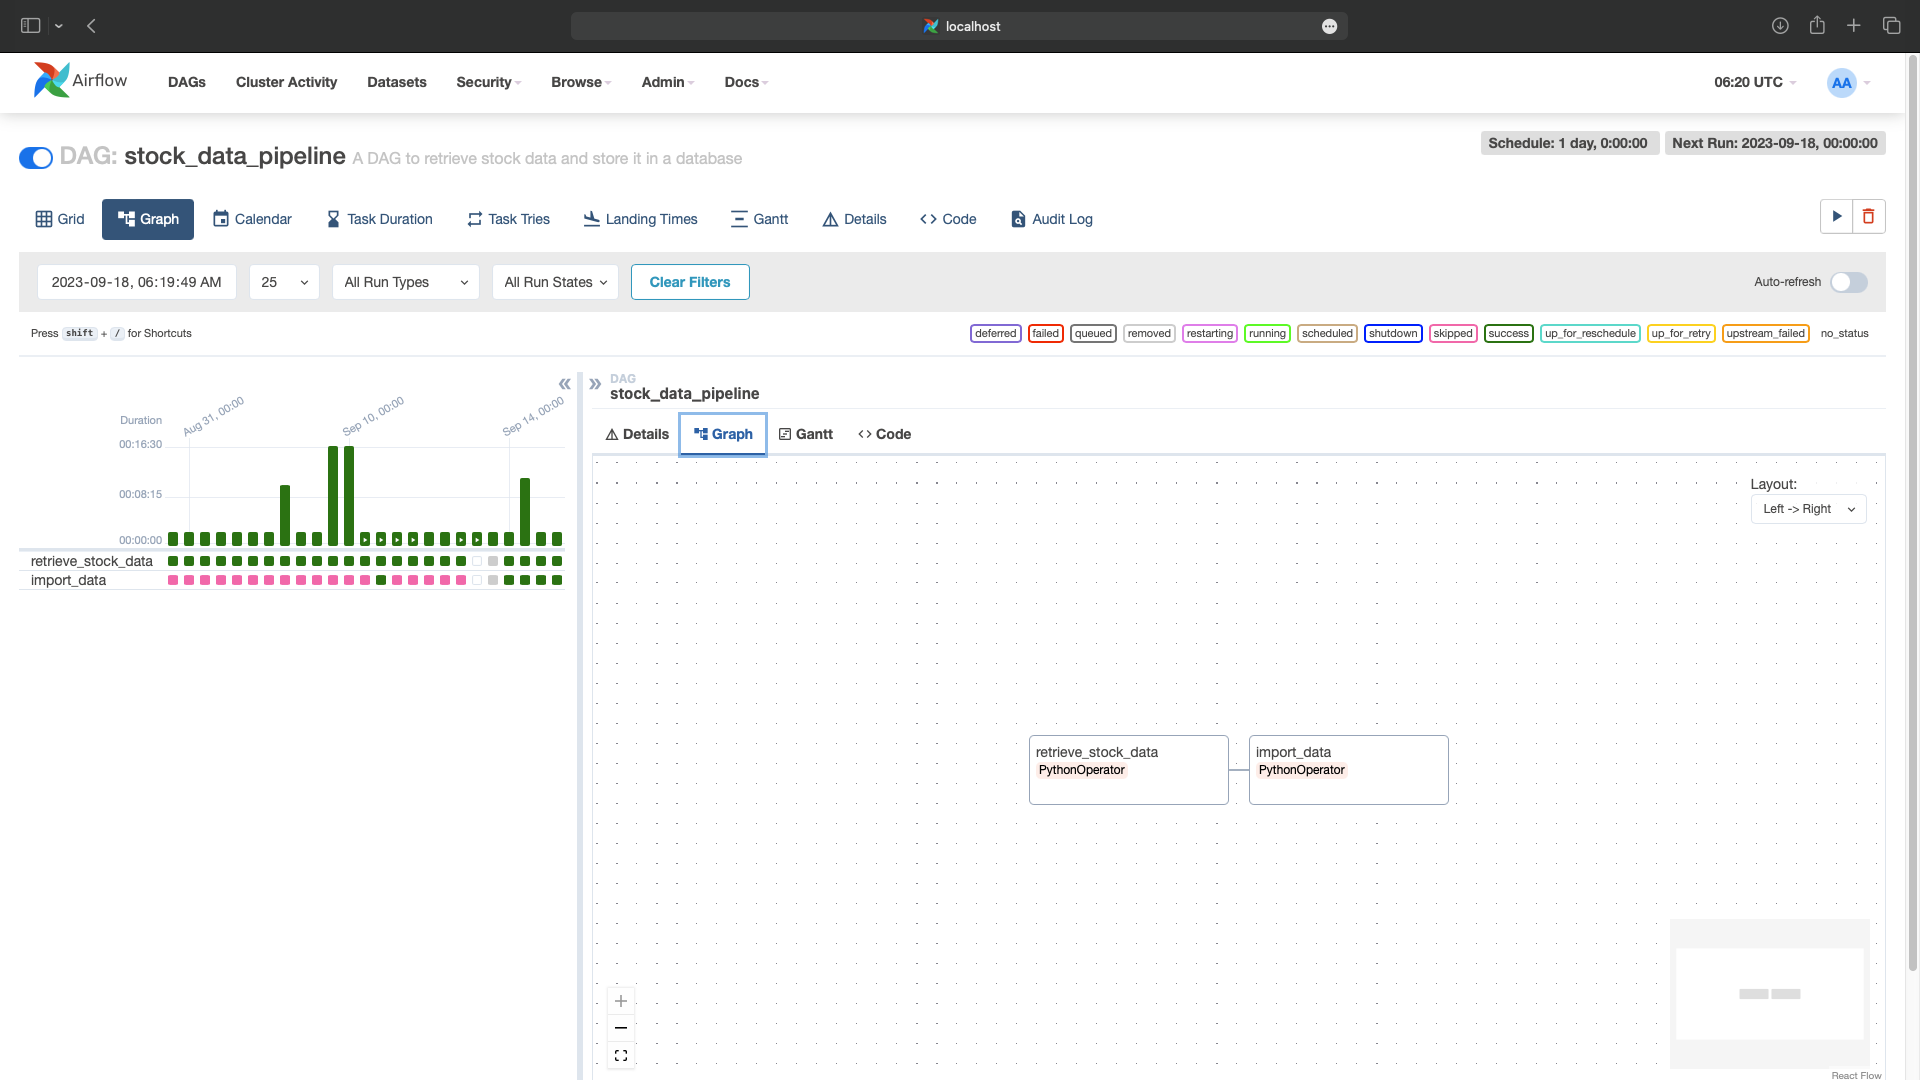 localhost
Airflow
DAGs
Cluster Activity
Datasets
Security
Browse
Admin
Docs
06:20 UTC
AA
DAG: stock_data_pipeline A DAG to retrieve stock data and store it in a database
Schedule: 1 day, 0:00:00
Next Run: 2023-09-18, 00:00:00
Grid
Graph
Calendar
Task Duration
Task Tries
Landing Times
Gantt
Details
Code
Audit Log
2023-09-18, 06:19:49 AM
25
All Run Types
All Run States
Clear Filters
Auto-refresh
Press shift + / for Shortcuts
deferred
failed
queued
removed
restarting
running
scheduled
shutdown
skipped
success
up_for_reschedule
up_for_retry
upstream_failed
no_status
Duration
Aug 31, 00:00
Sep 10, 00:00
Sep 14, 00:00
00:16:30
00:08:15
00:00:00
retrieve_stock_data
import_data
DAG
stock_data_pipeline
Details
Graph
Gantt
Code
Layout:
Left -> Right
retrieve_stock_data
PythonOperator
import_data
PythonOperator
React Flow